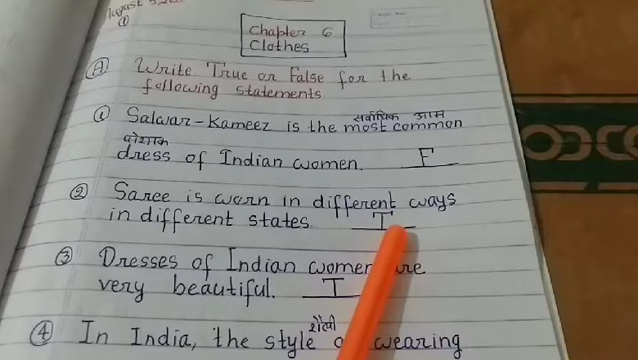 ①
Chapter 6
Clothes
Ⓐ Write True or False for the
following statements
① Salwar-Kameez is the most common
सर्वाधिक आम
पोशाक
dress of Indian women. F
② Saree is worn in different ways
in different states. T
③ Dresses of Indian women are
very beautiful. T
शैली
④ In India, the style of wearing